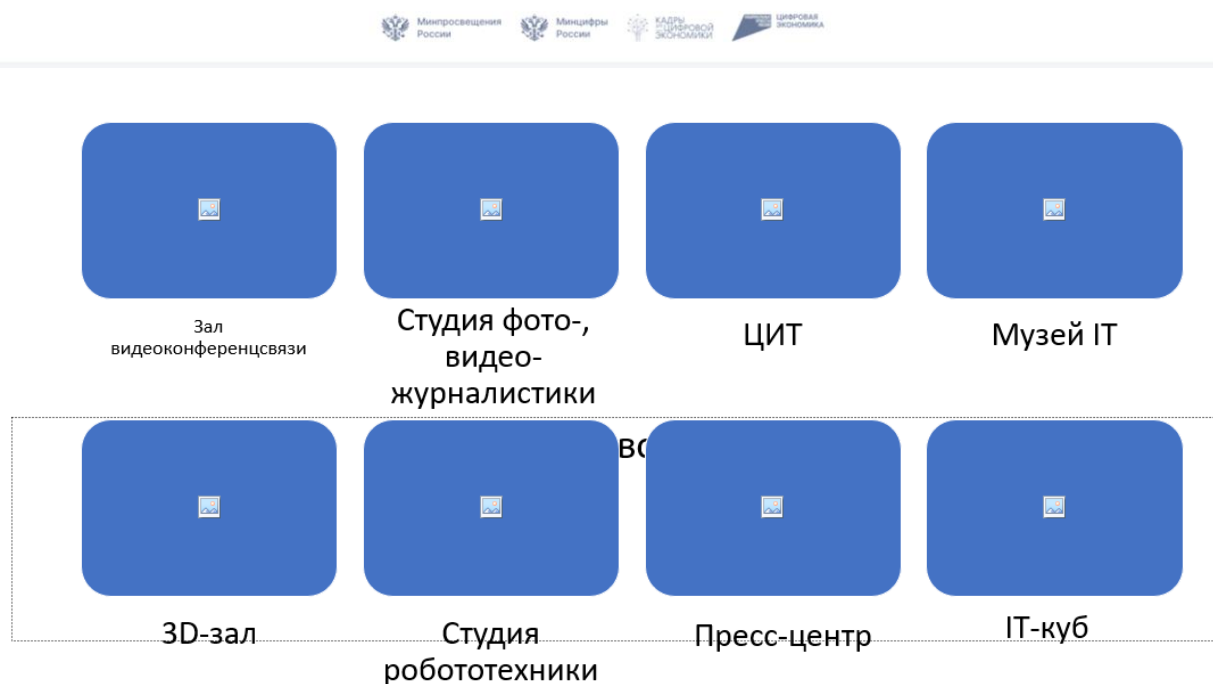 Минпросвещения
России
Минцифры
России
КАДРЫ
ЦИФРОВОЙ
ЭКОНОМИКИ
ЦИФРОВАЯ
ЭКОНОМИКА
Зал
видеоконференцсвязи
Студия фото-,
видео-
журналистики
ЦИТ
Музей IT
3D-зал
Студия
робототехники
Пресс-центр
IT-куб